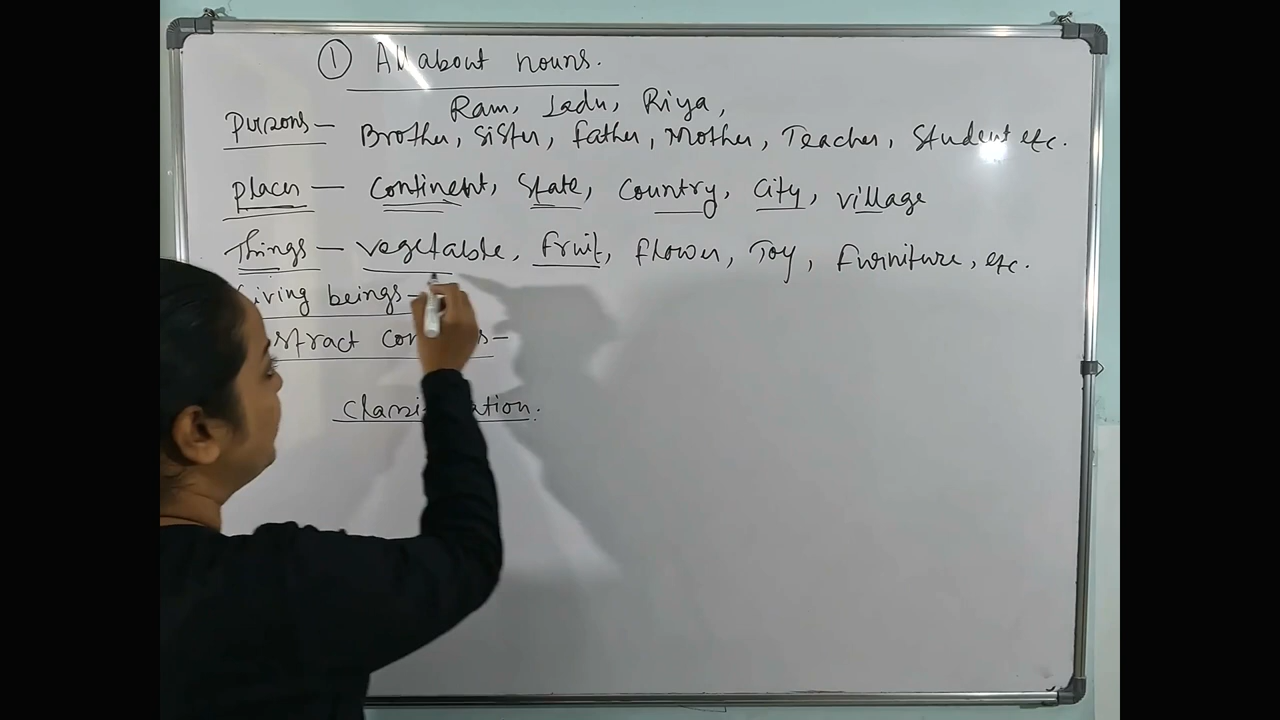 ① All about nouns.
Ram, Ladu, Riya,
Persons – Brother, Sister, Father, Mother, Teacher, Student etc.
Places – Continent, State, Country, City, Village
Things – Vegetable, Fruit, Flower, Toy, Furniture, etc.
iving beings –
stract con s –
Classi ation.